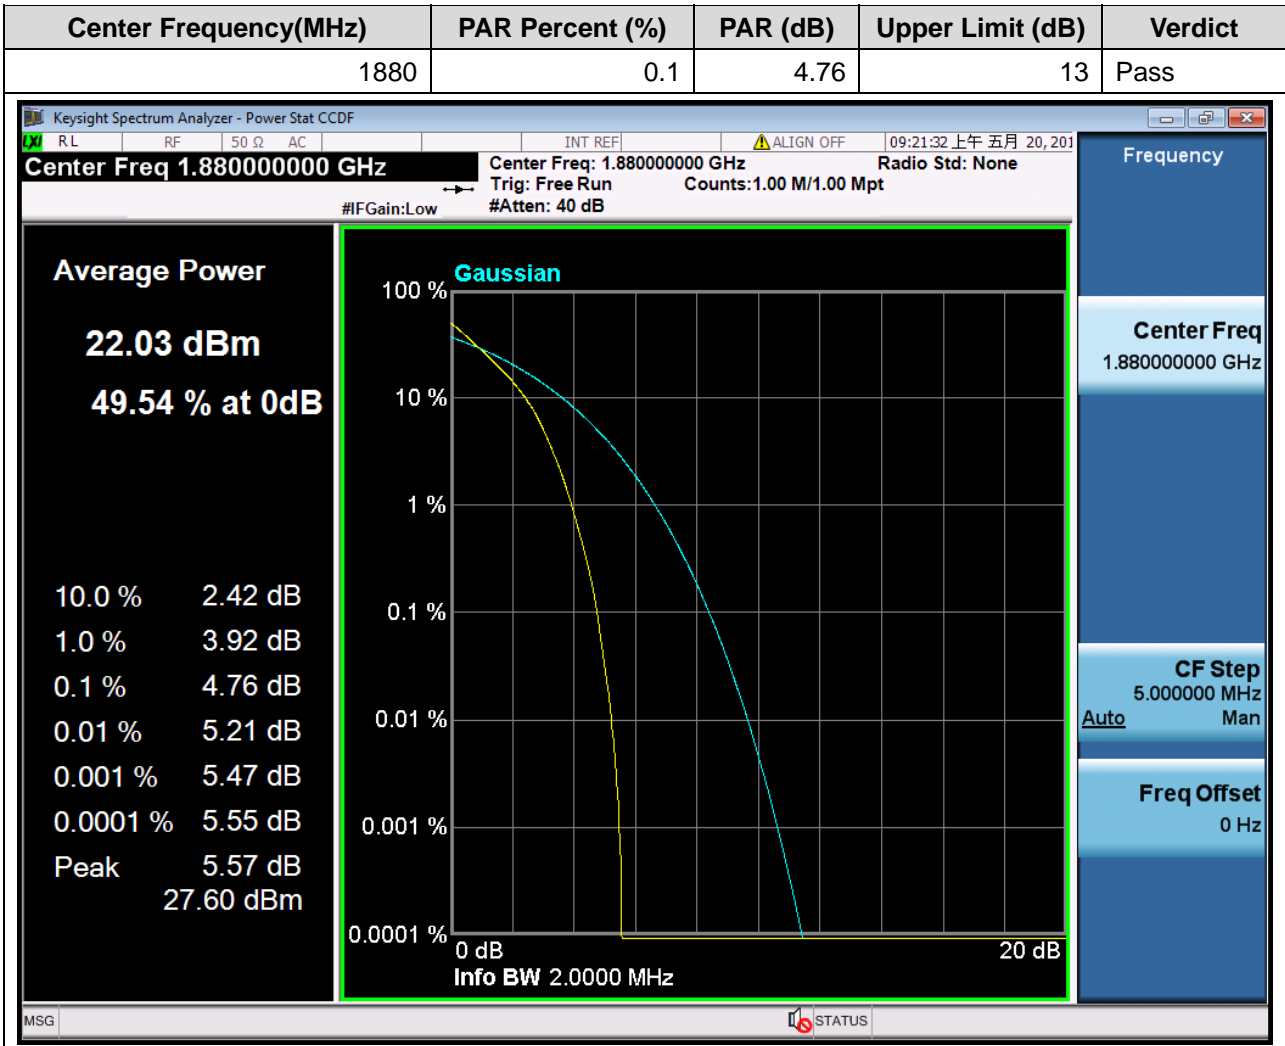 Center Frequency(MHz) PAR Percent (%) PAR (dB) Upper Limit (dB) Verdict
1880 0.1 4.76 13 Pass
Keysight Spectrum Analyzer - Power Stat CCDF
LXI RL RF 50 Ω AC INT REF ALIGN OFF 09:21:32 上午 五月 20, 201
Center Freq 1.880000000 GHz
Center Freq: 1.880000000 GHz Radio Std: None
Trig: Free Run Counts:1.00 M/1.00 Mpt
#IFGain:Low #Atten: 40 dB
Average Power
22.03 dBm
49.54 % at 0dB
10.0 % 2.42 dB
1.0 % 3.92 dB
0.1 % 4.76 dB
0.01 % 5.21 dB
0.001 % 5.47 dB
0.0001 % 5.55 dB
Peak 5.57 dB
27.60 dBm
Gaussian
100 %
10 %
1 %
0.1 %
0.01 %
0.001 %
0.0001 %
0 dB 20 dB
Info BW 2.0000 MHz
Frequency
Center Freq
1.880000000 GHz
CF Step
5.000000 MHz
Auto Man
Freq Offset
0 Hz
MSG STATUS